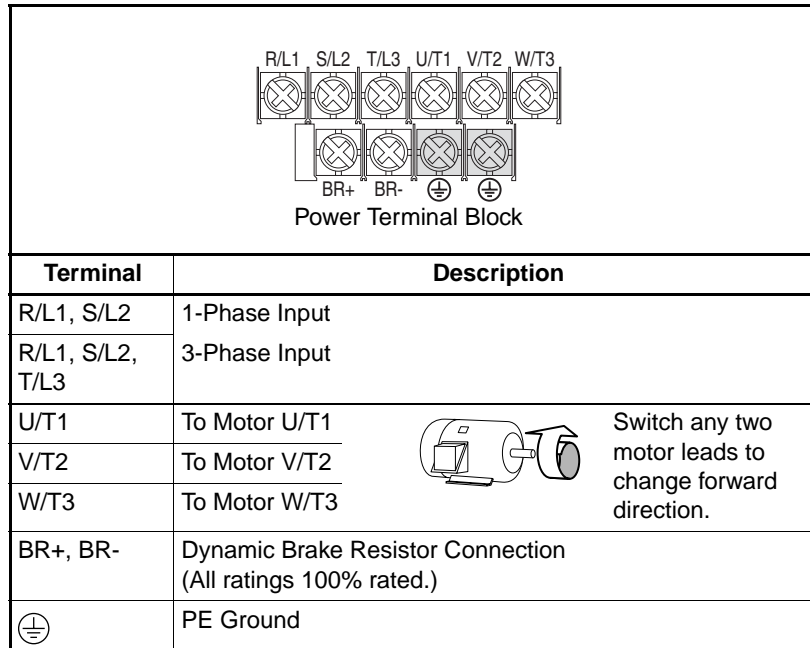 R/L1 S/L2 T/L3 U/T1 V/T2 W/T3
BR+ BR-
Power Terminal Block
Terminal Description
R/L1, S/L2 1-Phase Input
R/L1, S/L2, 3-Phase Input
T/L3
U/T1 To Motor U/T1
V/T2 To Motor V/T2
W/T3 To Motor W/T3
Switch any two
motor leads to
change forward
direction.
BR+, BR- Dynamic Brake Resistor Connection
(All ratings 100% rated.)
PE Ground